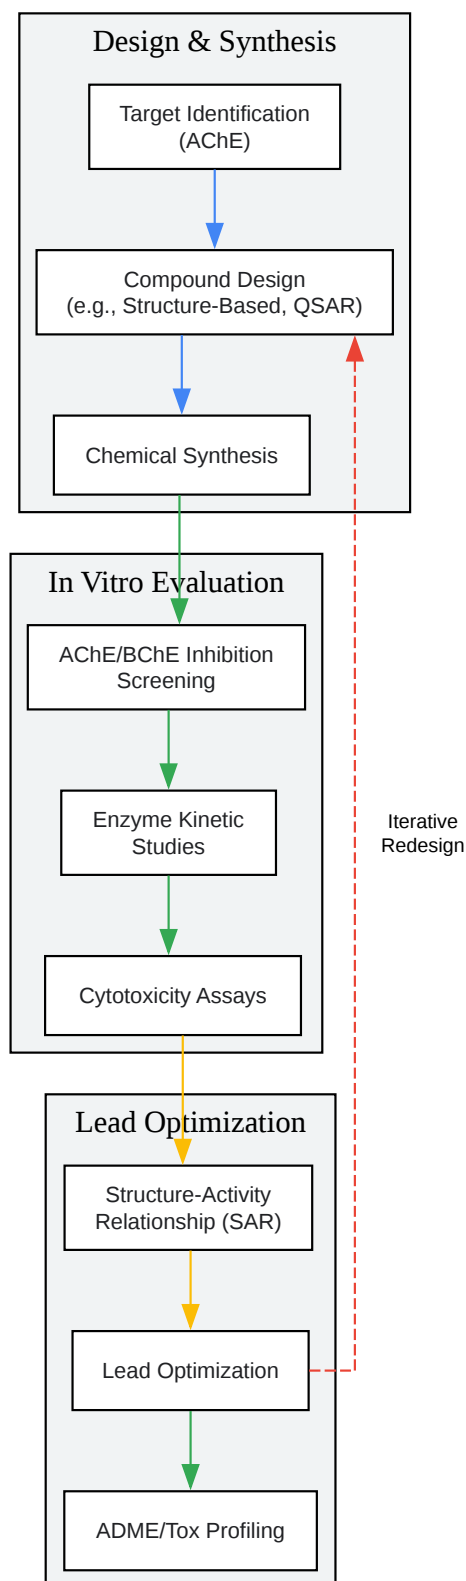 Design & Synthesis
Target Identification
(AChE)
Compound Design
(e.g., Structure-Based, QSAR)
Chemical Synthesis
In Vitro Evaluation
AChE/BChE Inhibition
Screening
Enzyme Kinetic
Studies
Iterative
Redesign
Cytotoxicity Assays
Lead Optimization
Structure-Activity
Relationship (SAR)
Lead Optimization
ADME/Tox Profiling